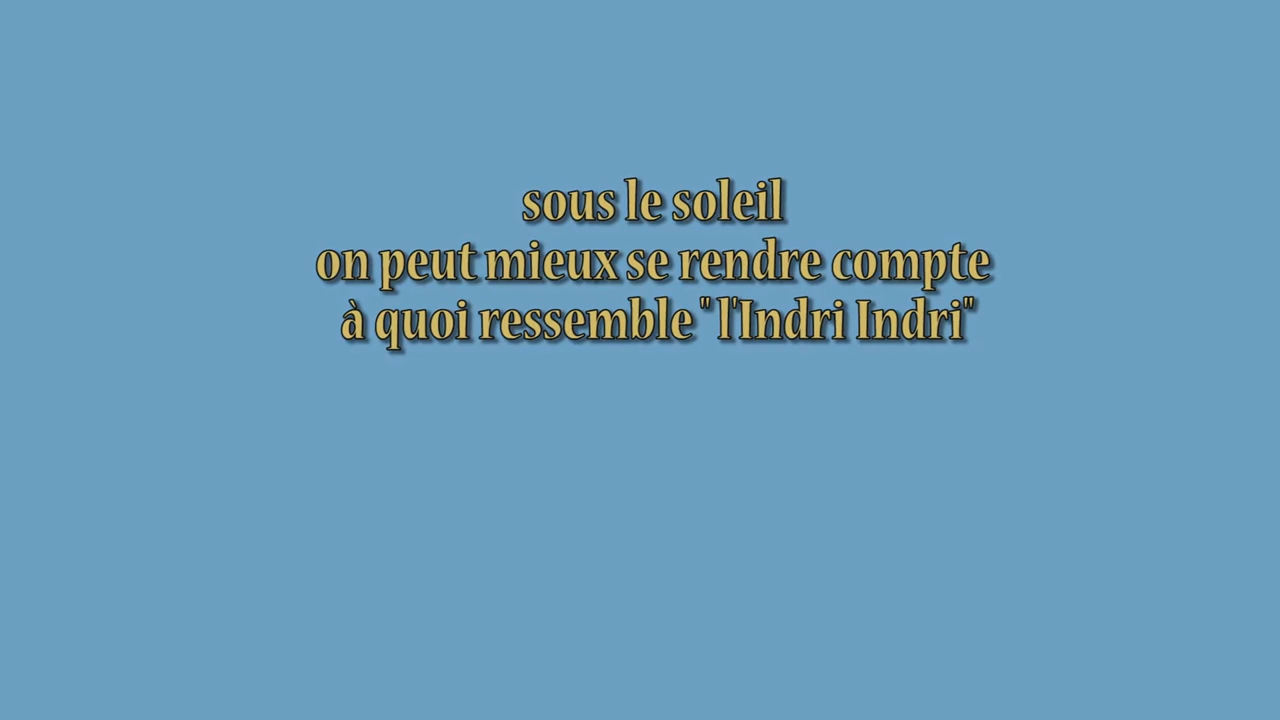 sous le soleil
on peut mieux se rendre compte
à quoi ressemble "l'Indri Indri"